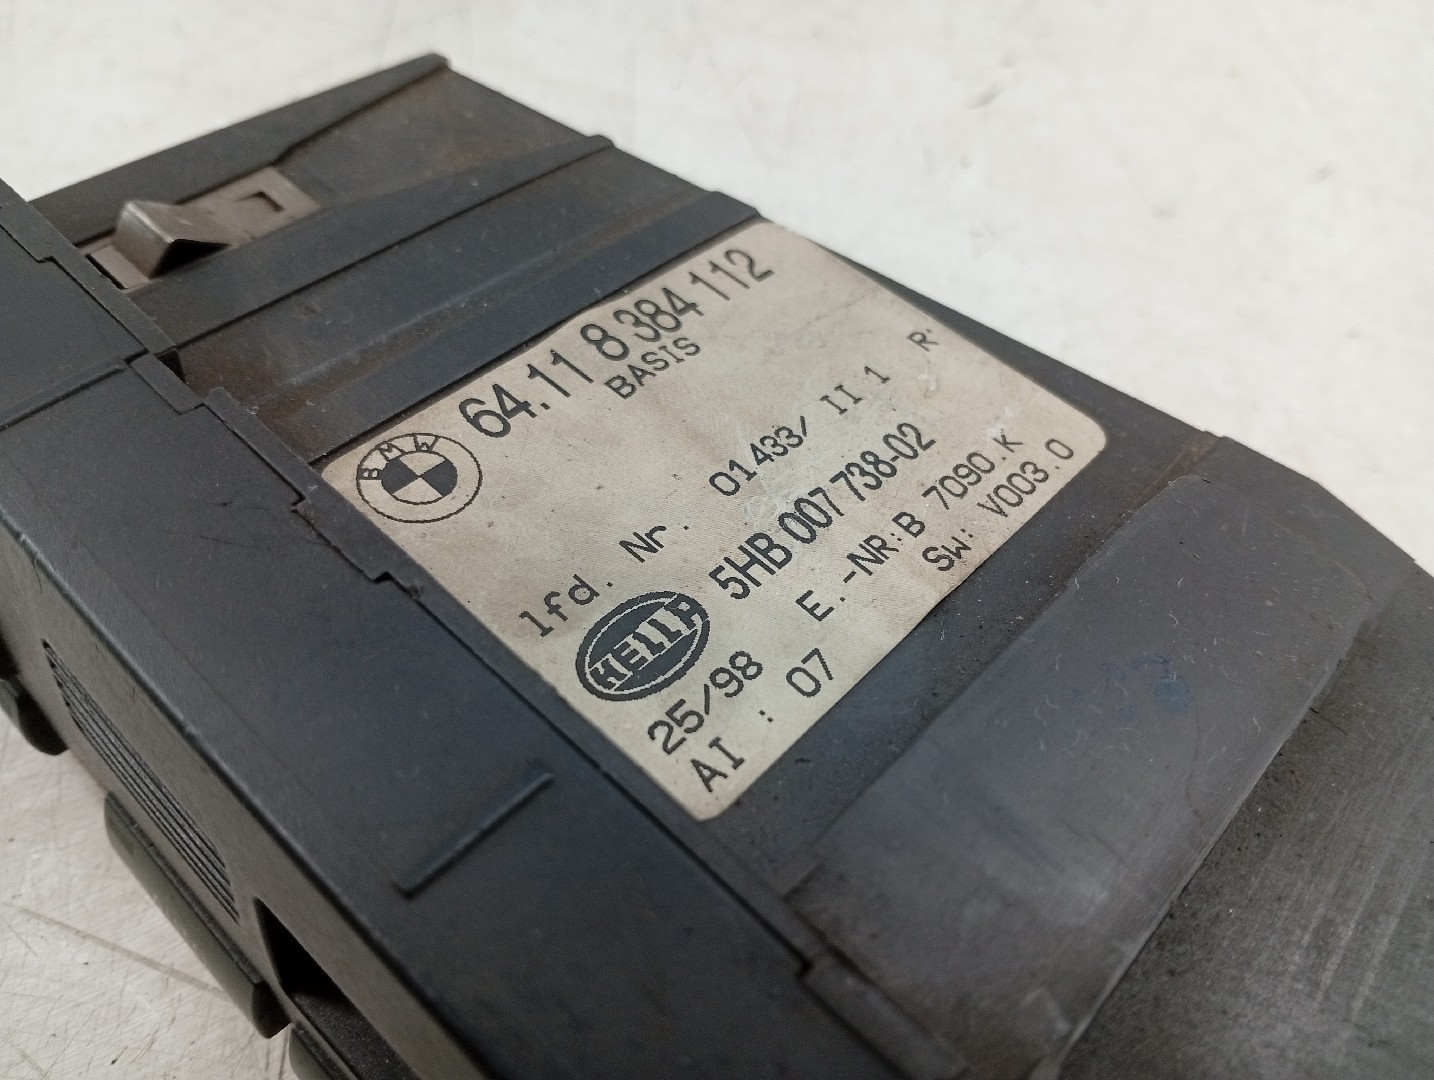 64.11 8 384 112
BASIS
BMW
lfd. Nr. 01433/ II 1 R.
HELLA 5HB 007 738-02
25/98 E.-NR:B 7090.K
AI : 07 SW: V003.0